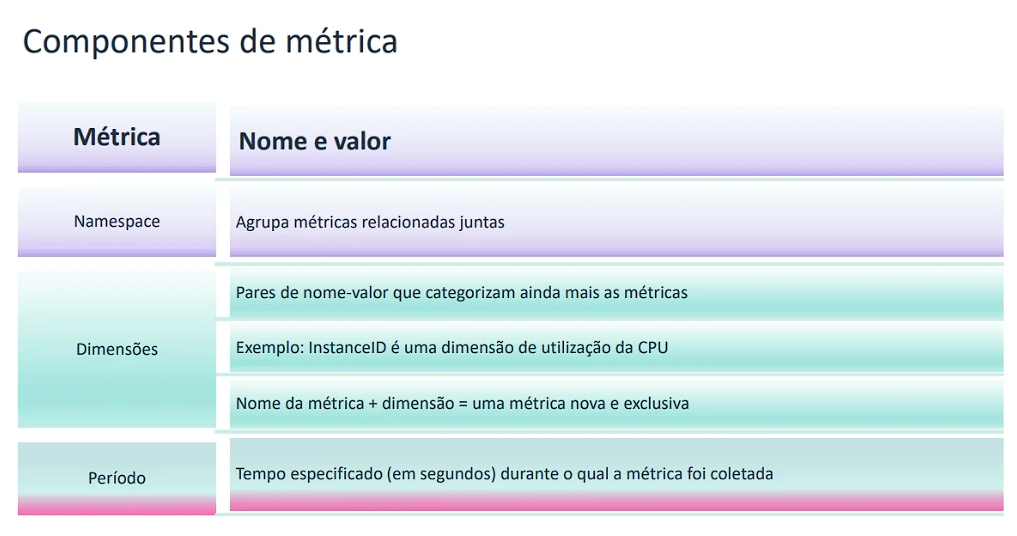 Componentes de métrica
Métrica
Nome e valor
Namespace
Agrupa métricas relacionadas juntas
Dimensões
Pares de nome-valor que categorizam ainda mais as métricas
Exemplo: InstanceID é uma dimensão de utilização da CPU
Nome da métrica + dimensão = uma métrica nova e exclusiva
Período
Tempo especificado (em segundos) durante o qual a métrica foi coletada